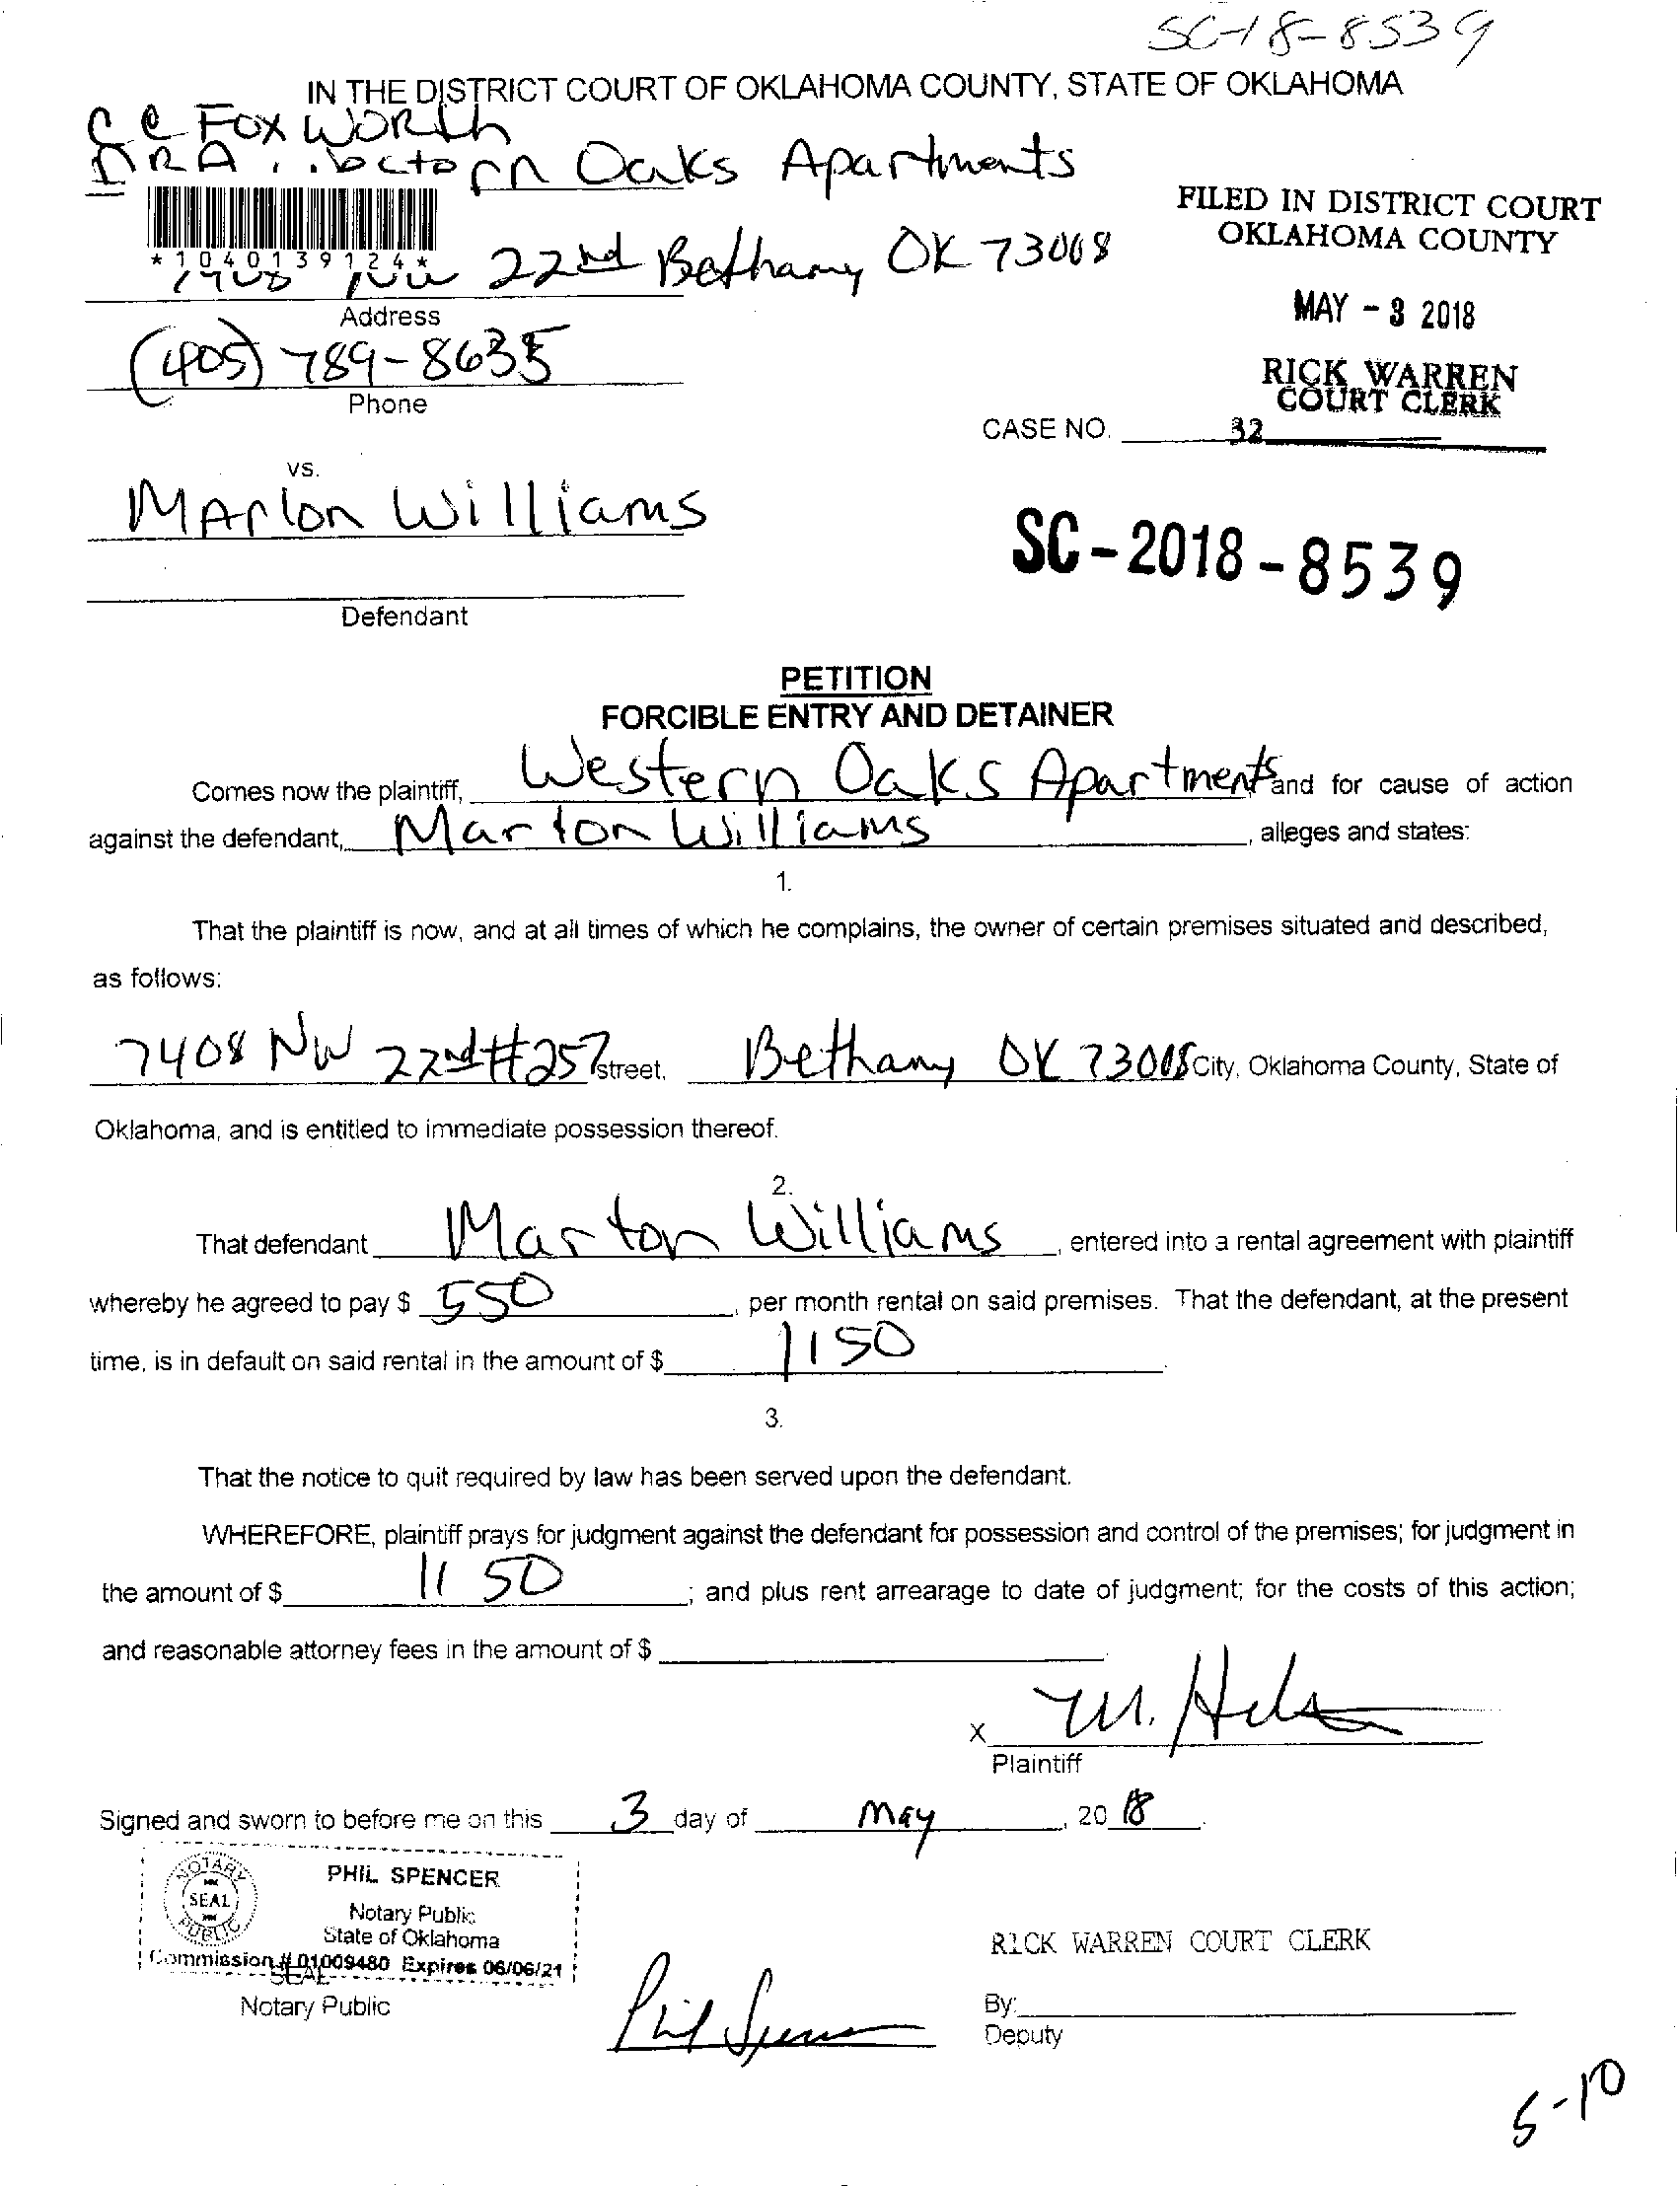 SC-18-8539
IN THE DISTRICT COURT OF OKLAHOMA COUNTY, STATE OF OKLAHOMA
CC FOXWORTH
Oaks Apartments
FILED IN DISTRICT COURT
OKLAHOMA COUNTY
*1040139124*
22nd Bethany OK 73008
Address
MAY - 3 2018
(405) 789-8635
Phone
RICK WARREN
COURT CLERK
CASE NO. 32
vs.
MArlon Williams
SC-2018-8539
Defendant
PETITION
FORCIBLE ENTRY AND DETAINER
Comes now the plaintiff, Western Oaks Apartments and for cause of action
against the defendant, Marlon Williams, alleges and states:
1.
That the plaintiff is now, and at all times of which he complains, the owner of certain premises situated and described,
as follows:
7408 NW 22nd #257 street, Bethany OK 73008 City, Oklahoma County, State of
Oklahoma, and is entitled to immediate possession thereof.
2.
That defendant Marlon Williams, entered into a rental agreement with plaintiff
whereby he agreed to pay $ 550, per month rental on said premises. That the defendant, at the present
time, is in default on said rental in the amount of $ 1150
3.
That the notice to quit required by law has been served upon the defendant.
WHEREFORE, plaintiff prays for judgment against the defendant for possession and control of the premises; for judgment in
the amount of $ 1150; and plus rent arrearage to date of judgment; for the costs of this action;
and reasonable attorney fees in the amount of $
X
Plaintiff
Signed and sworn to before me on this 3 day of May, 20 18.
NOTARY PUBLIC SEAL
PHIL SPENCER
Notary Public
State of Oklahoma
Commission # 01009480 Expires 06/06/21
SEAL
Notary Public
Phil Spencer
RICK WARREN COURT CLERK
By:
Deputy
5-10